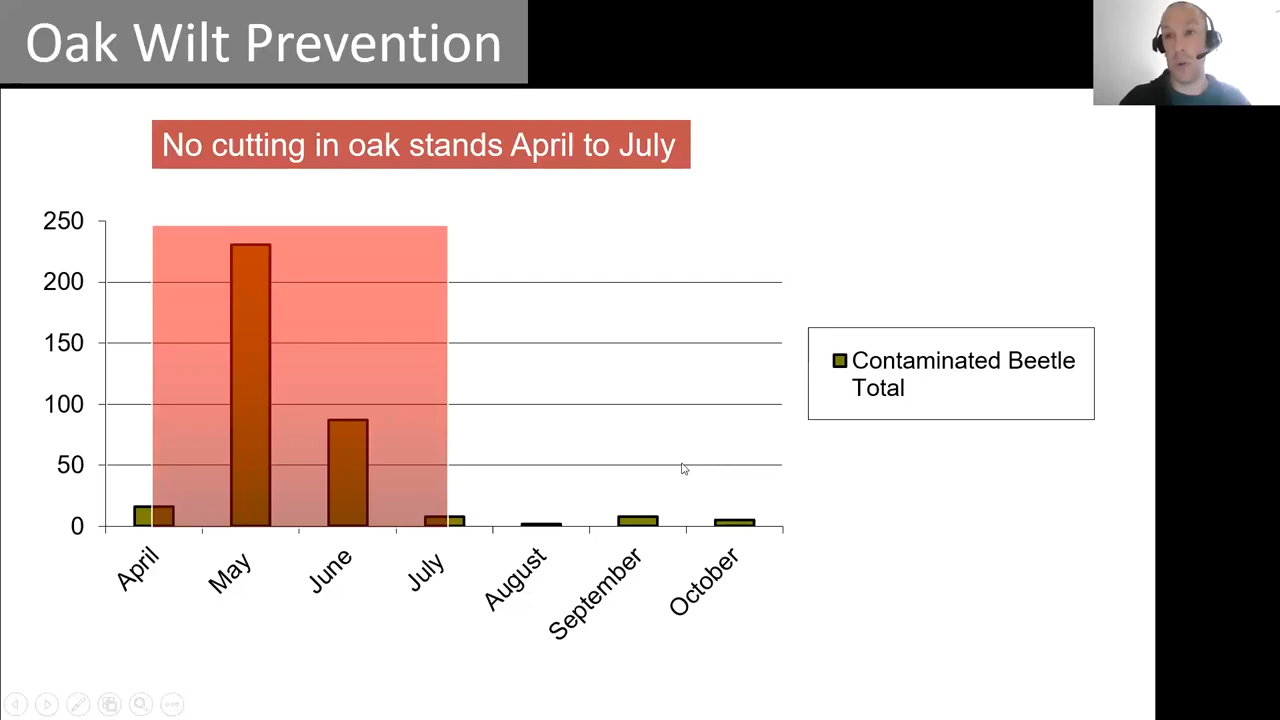 Oak Wilt Prevention
No cutting in oak stands April to July
250
200
150
100
50
0
April
May
June
July
August
September
October
Contaminated Beetle
Total